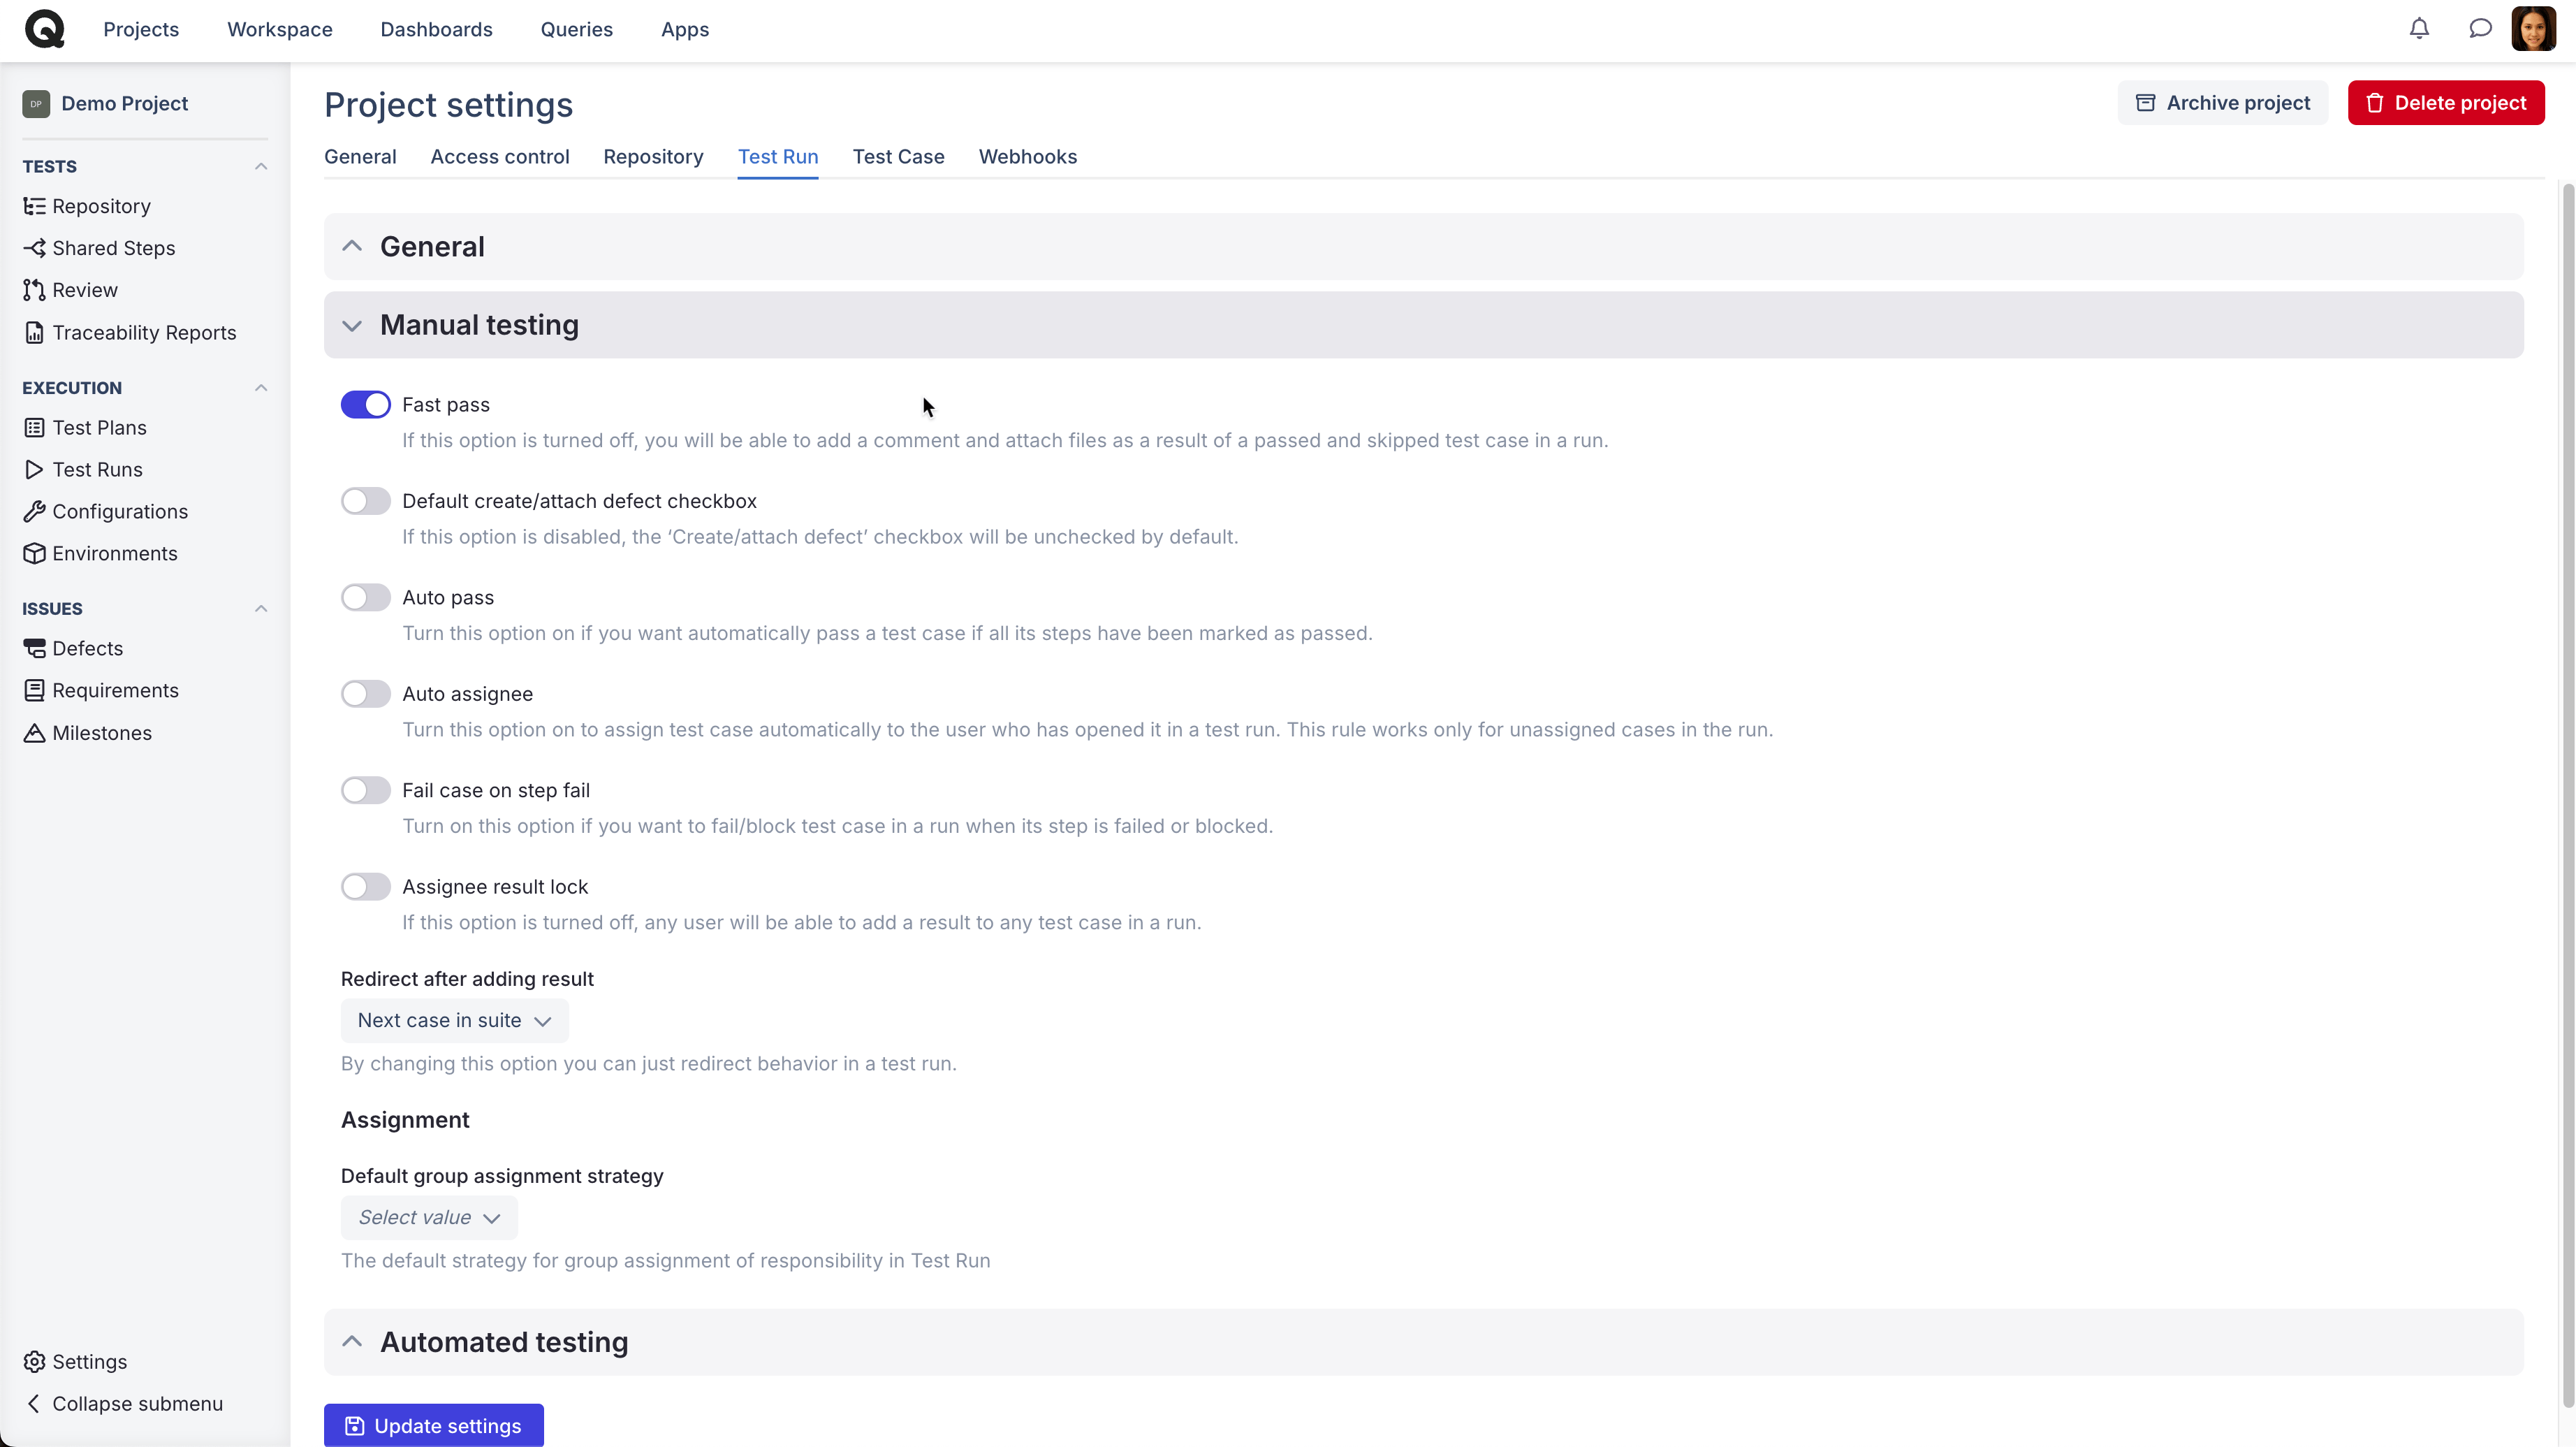 Projects
Workspace
Dashboards
Queries
Apps
DP
Demo Project
TESTS
Repository
Shared Steps
Review
Traceability Reports
EXECUTION
Test Plans
Test Runs
Configurations
Environments
ISSUES
Defects
Requirements
Milestones
Settings
Collapse submenu
Project settings
Archive project
Delete project
General
Access control
Repository
Test Run
Test Case
Webhooks
General
Manual testing
Fast pass
If this option is turned off, you will be able to add a comment and attach files as a result of a passed and skipped test case in a run.
Default create/attach defect checkbox
If this option is disabled, the ‘Create/attach defect’ checkbox will be unchecked by default.
Auto pass
Turn this option on if you want automatically pass a test case if all its steps have been marked as passed.
Auto assignee
Turn this option on to assign test case automatically to the user who has opened it in a test run. This rule works only for unassigned cases in the run.
Fail case on step fail
Turn on this option if you want to fail/block test case in a run when its step is failed or blocked.
Assignee result lock
If this option is turned off, any user will be able to add a result to any test case in a run.
Redirect after adding result
Next case in suite
By changing this option you can just redirect behavior in a test run.
Assignment
Default group assignment strategy
Select value
The default strategy for group assignment of responsibility in Test Run
Automated testing
Update settings